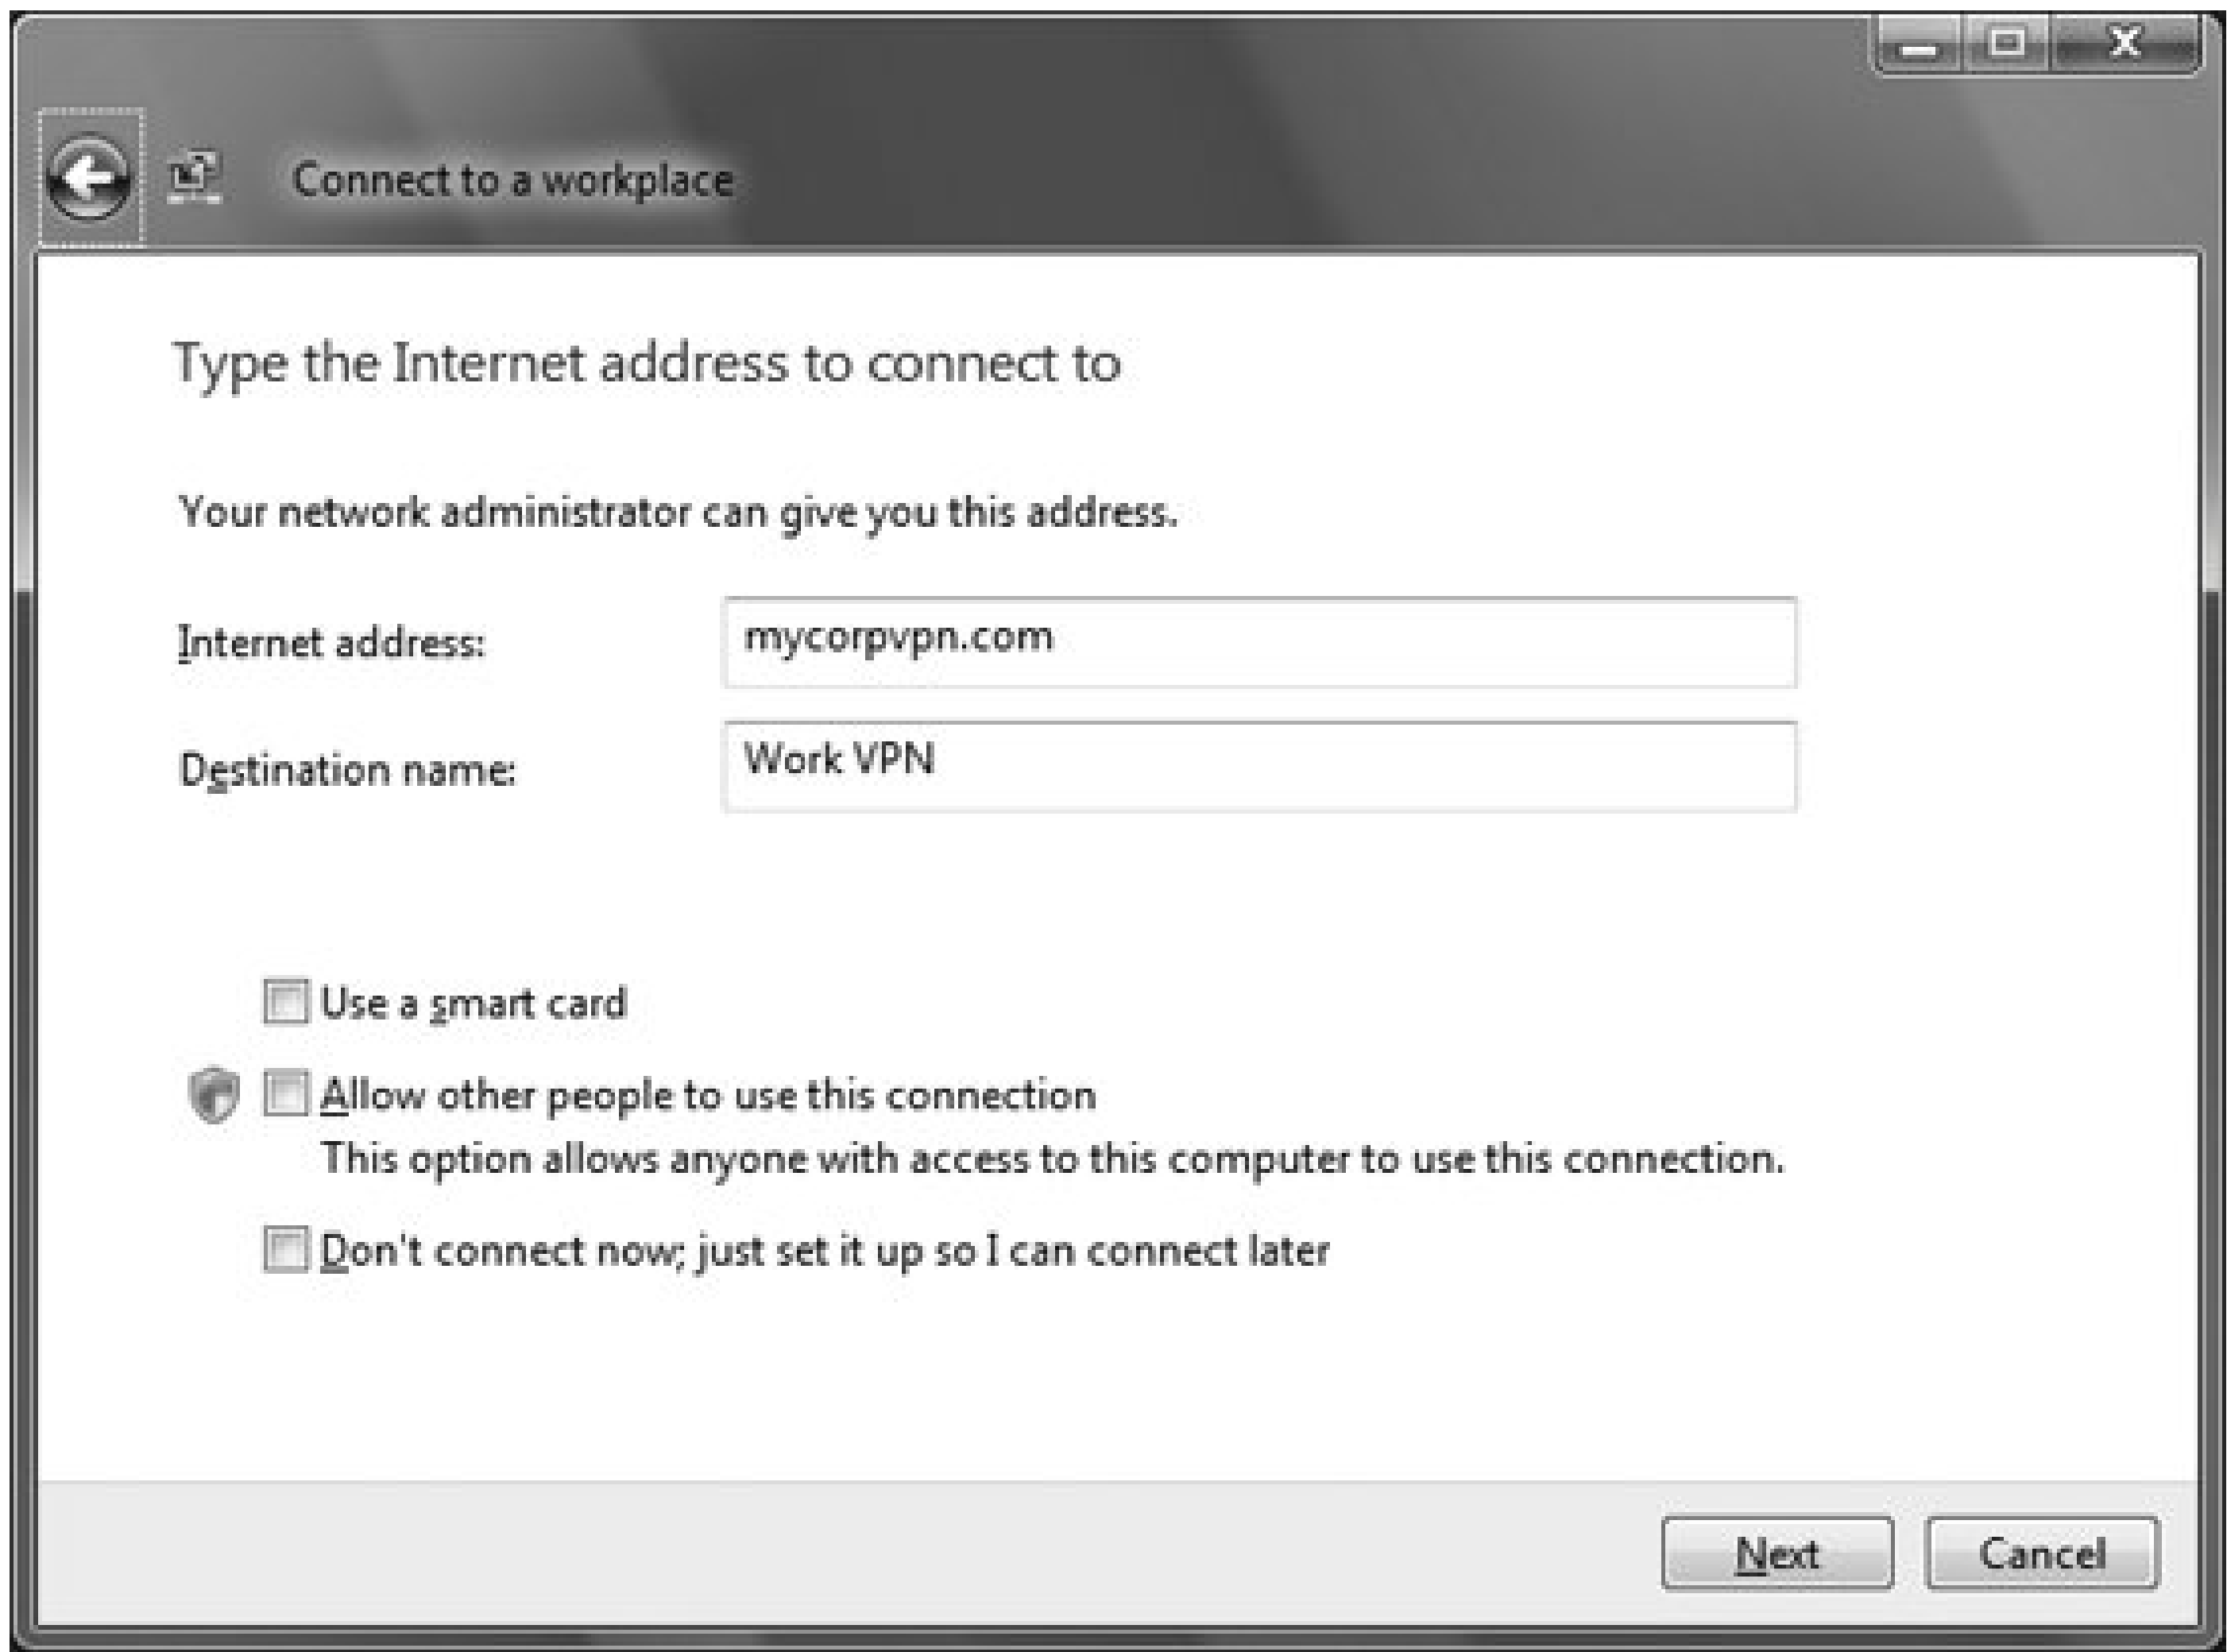 Connect to a workplace
Type the Internet address to connect to
Your network administrator can give you this address.
Internet address: mycorpvpn.com
Destination name: Work VPN
Use a smart card
Allow other people to use this connection
This option allows anyone with access to this computer to use this connection.
Don't connect now; just set it up so I can connect later
Next Cancel